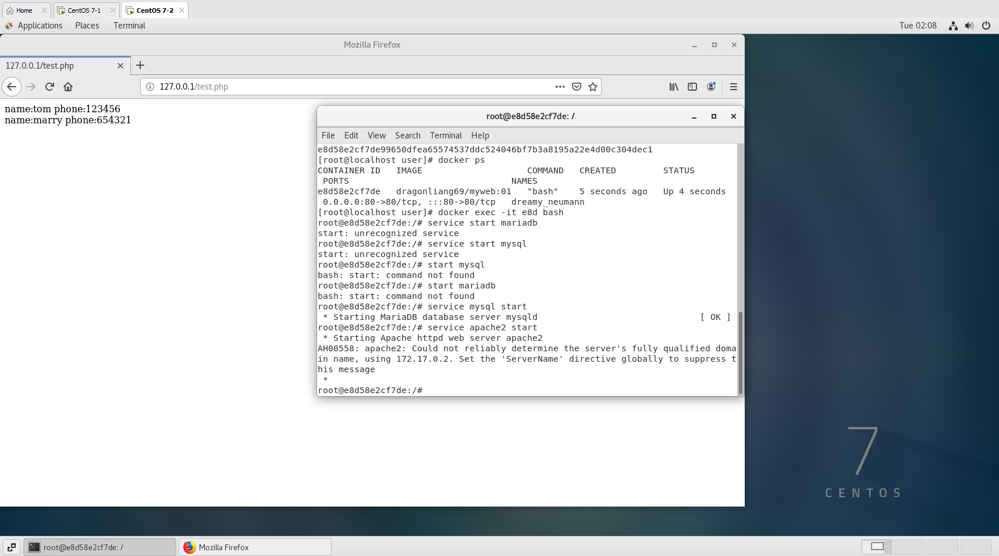 Home CentOS 7-1 CentOS 7-2
Applications Places Terminal Tue 02:08
Mozilla Firefox
127.0.0.1/test.php
127.0.0.1/test.php
name:tom phone:123456
name:marry phone:654321
root@e8d58e2cf7de: /
File Edit View Search Terminal Help
e8d58e2cf7de99650dfea65574537ddc524046bf7b3a8195a22e4d00c304dec1
[root@localhost user]# docker ps
CONTAINER ID IMAGE COMMAND CREATED STATUS
PORTS NAMES
e8d58e2cf7de dragonliang69/myweb:01 "bash" 5 seconds ago Up 4 seconds
0.0.0.0:80->80/tcp, :::80->80/tcp dreamy_neumann
[root@localhost user]# docker exec -it e8d bash
root@e8d58e2cf7de:/# service start mariadb
start: unrecognized service
root@e8d58e2cf7de:/# service start mysql
start: unrecognized service
root@e8d58e2cf7de:/# start mysql
bash: start: command not found
root@e8d58e2cf7de:/# start mariadb
bash: start: command not found
root@e8d58e2cf7de:/# service mysql start
* Starting MariaDB database server mysqld [ OK ]
root@e8d58e2cf7de:/# service apache2 start
* Starting Apache httpd web server apache2
AH00558: apache2: Could not reliably determine the server's fully qualified doma
in name, using 172.17.0.2. Set the 'ServerName' directive globally to suppress t
his message
*
root@e8d58e2cf7de:/#
7
CENTOS
root@e8d58e2cf7de: / Mozilla Firefox